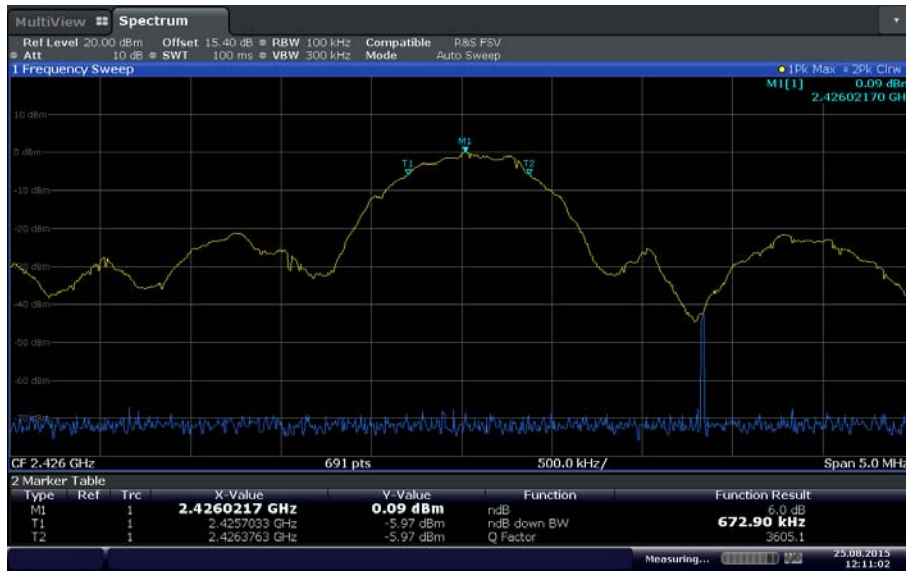 MultiView Spectrum
Ref Level 20.00 dBm Offset 15.40 dB RBW 100 kHz Compatible R&S FSV
Att 10 dB SWT 100 ms VBW 300 kHz Mode Auto Sweep
1 Frequency Sweep 1Pk Max 2Pk Clrw
M1[1] 0.09 dBm
2.42602170 GH
10 dBm
M1
0 dBm
T1 T2
-10 dBm
-20 dBm
dBm
-40 dBm
-50 dBm
-60 dBm
CF 2.426 GHz 691 pts 500.0 kHz/ Span 5.0 MHz
2 Marker Table
Type Ref Trc X-Value Y-Value Function Function Result
M1 1 2.4260217 GHz 0.09 dBm ndB 6.0 dB
T1 1 2.4257033 GHz -5.97 dBm ndB down BW 672.90 kHz
T2 1 2.4263763 GHz -5.97 dBm Q Factor 3605.1
Measuring... 25.08.2015
12:11:02